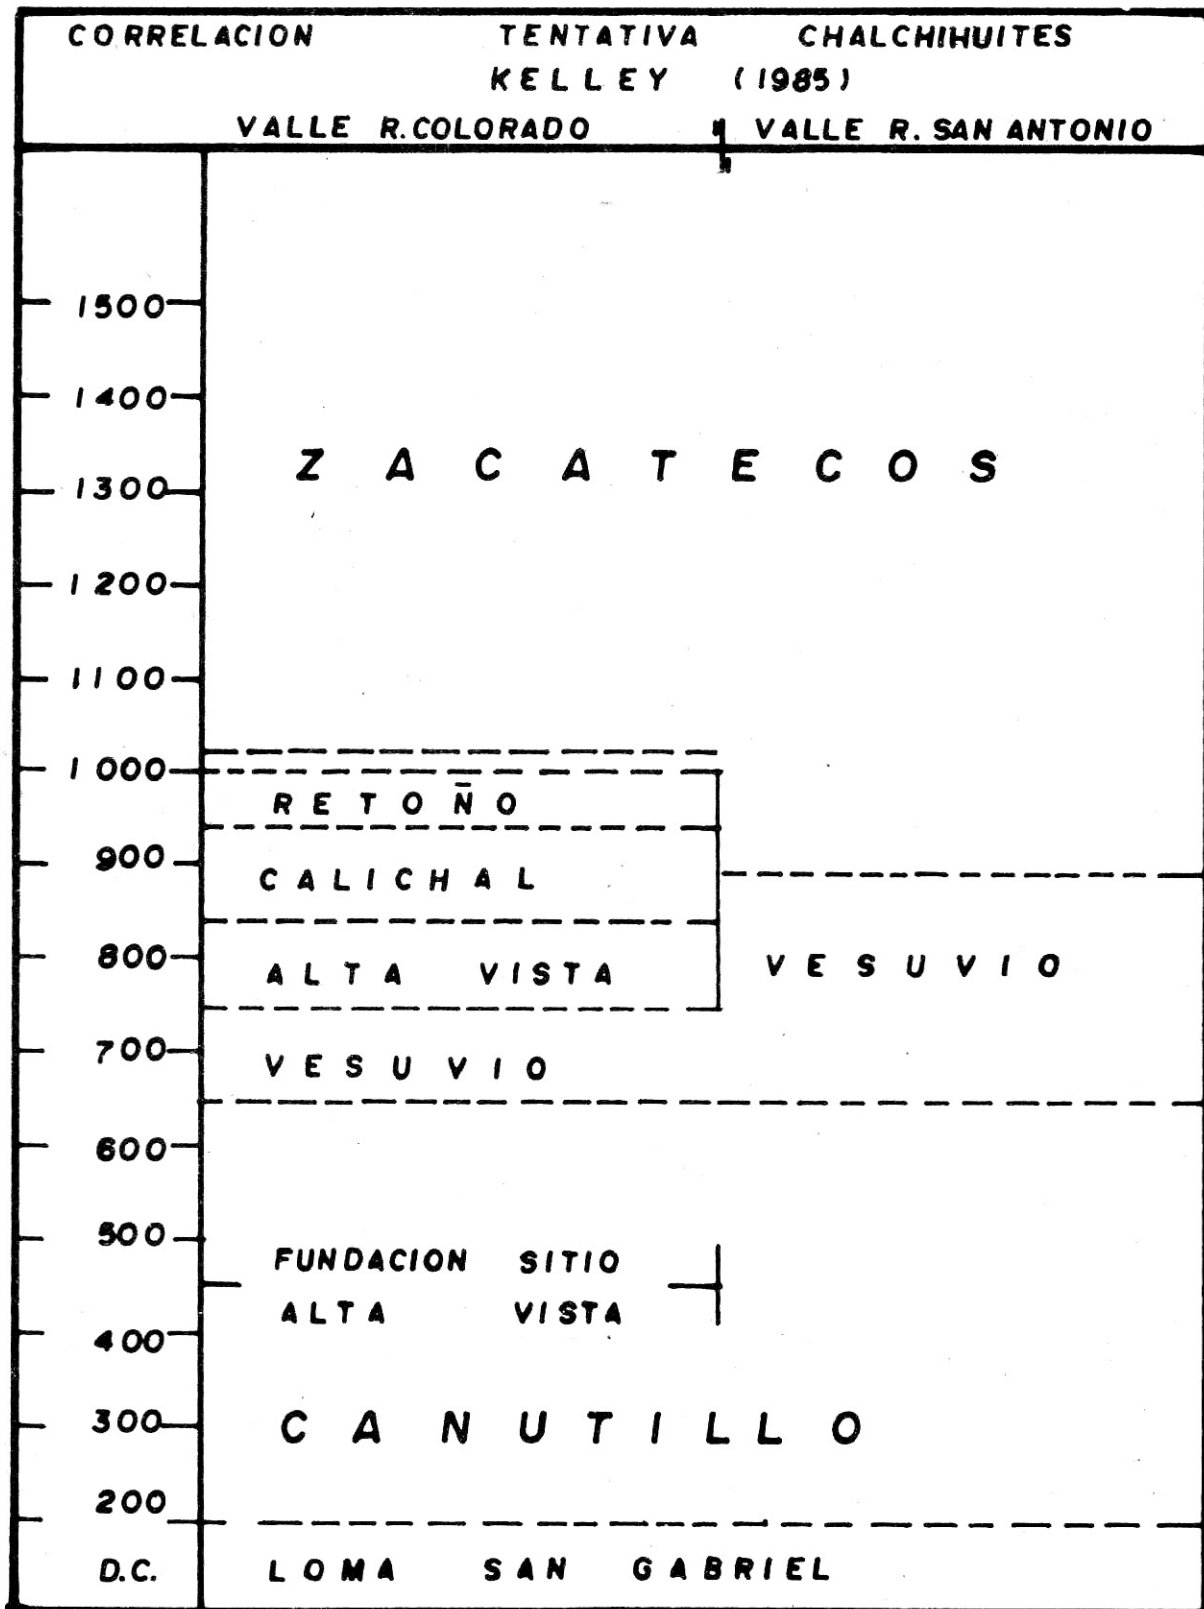 CORRELACION TENTATIVA CHALCHIHUITES
KELLEY (1985)
VALLE R. COLORADO VALLE R. SAN ANTONIO
1500
1400
ZACATECOS
1300
1200
1100
1000
RETOÑO
900
CALICHAL
800
ALTA VISTA
VESUVIO
700
VESUVIO
600
500
FUNDACION SITIO
ALTA VISTA
400
300
CANUTILLO
200
D.C.
LOMA SAN GABRIEL